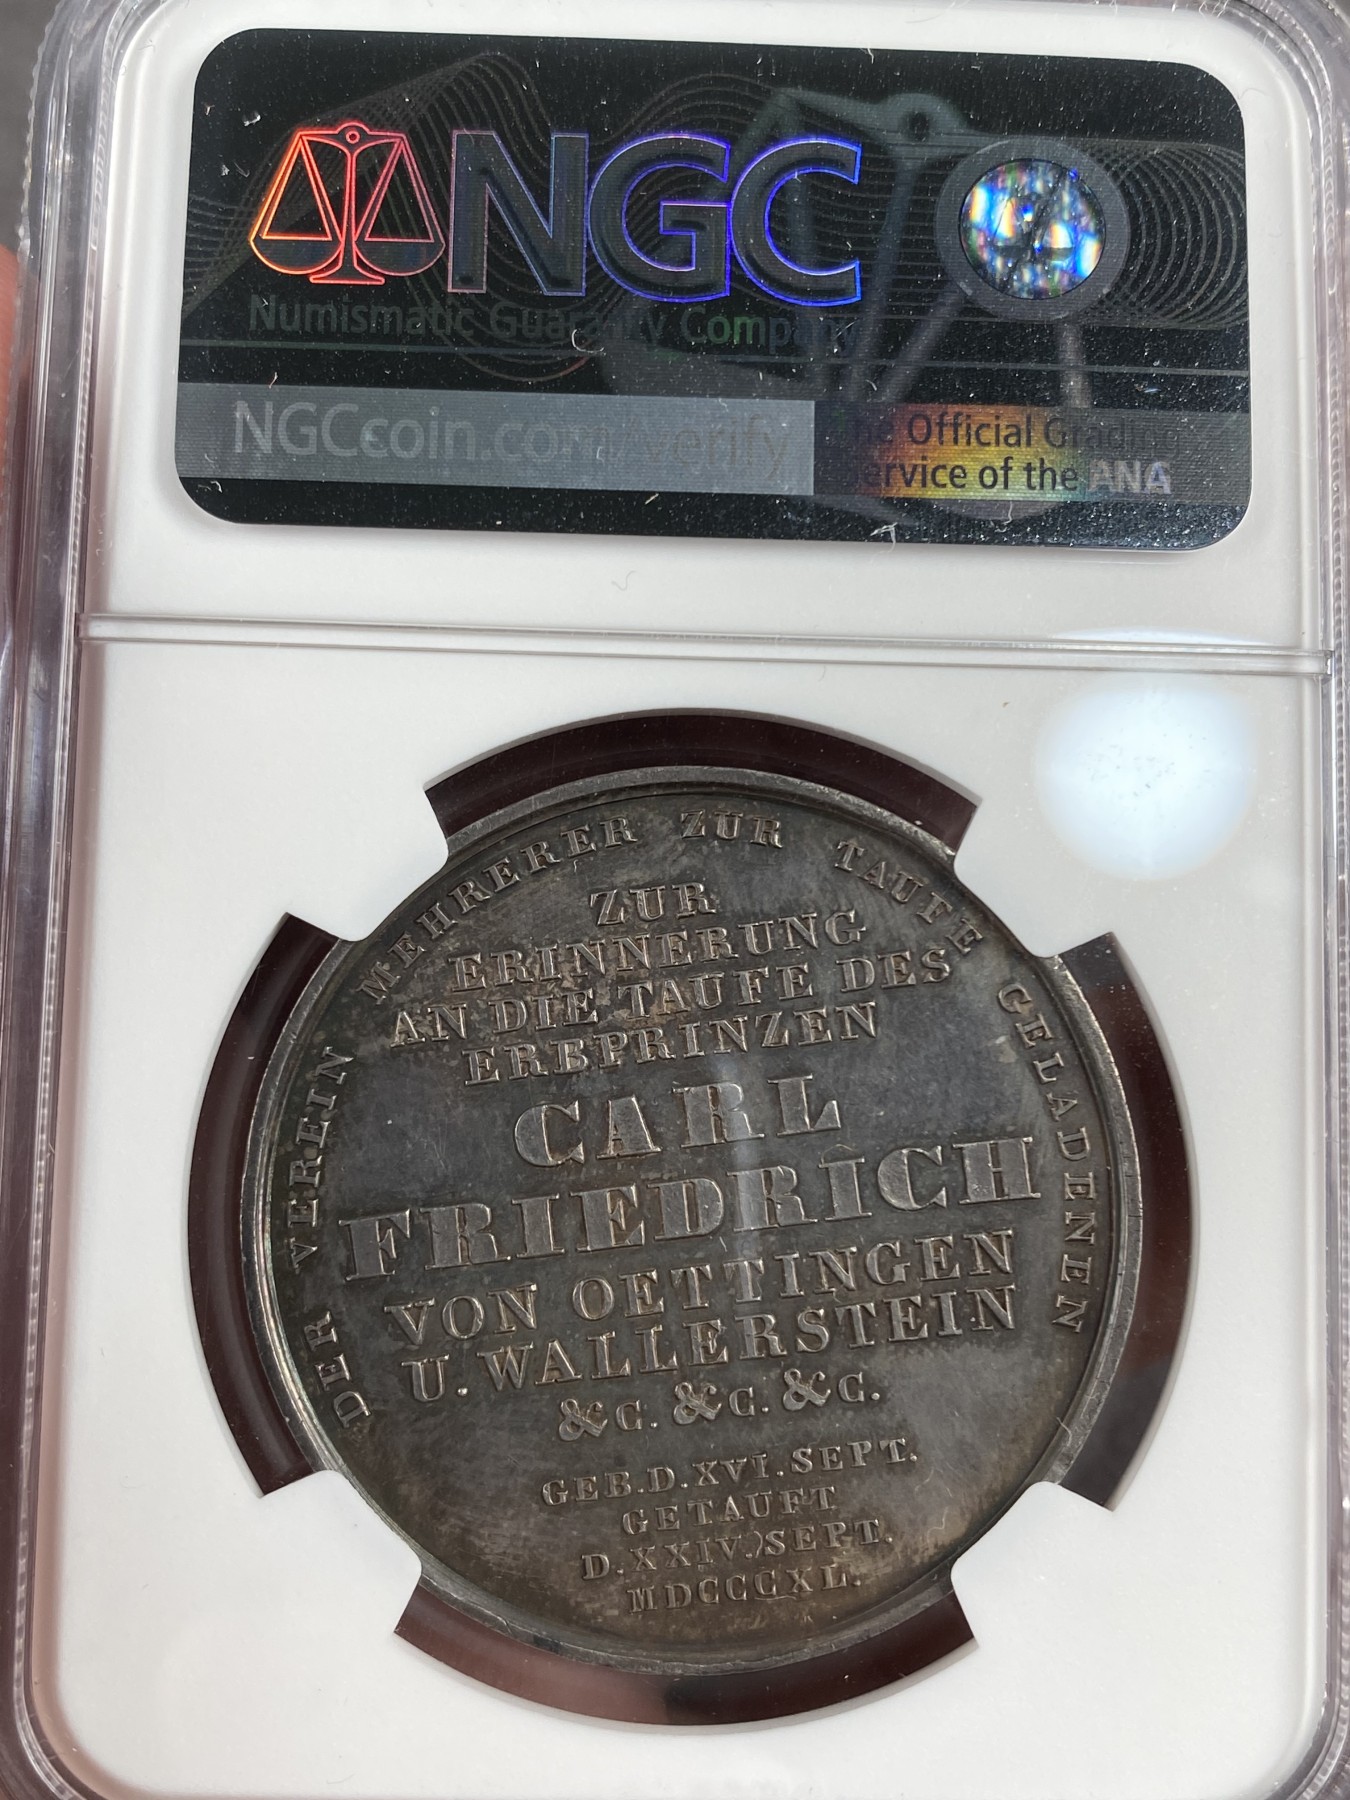 NGC
Numismatic Guaranty Company
NGCcoin.com/verify
The Official Grading
Service of the ANA
DER VEREIN MEHRERER ZUR TAUFE GELADENEN
ZUR
ERINNERUNG
AN DIE TAUFE DES
ERBPRINZEN
CARL
FRIEDRICH
VON OETTINGEN
U. WALLERSTEIN
&C. &C. &C.
GEB. D. XVI. SEPT.
GETAUFT
D. XXIV. SEPT.
MDCCCXL.